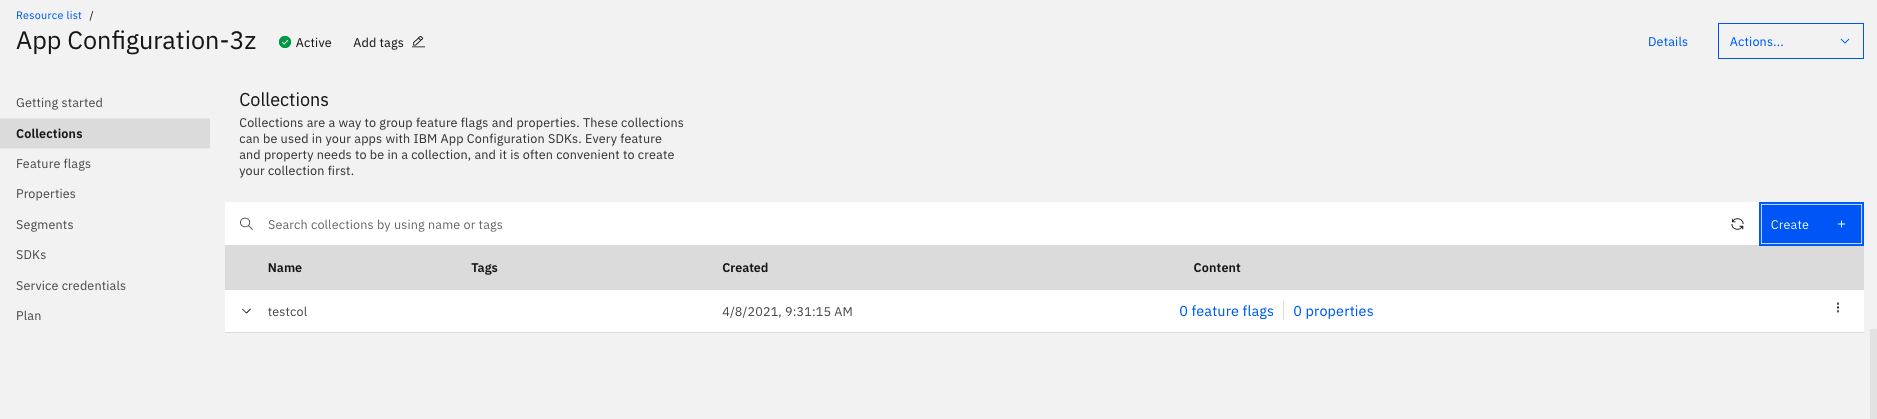 Resource list /
App Configuration-3z Active Add tags
Details Actions...
Getting started
Collections
Feature flags
Properties
Segments
SDKs
Service credentials
Plan
Collections
Collections are a way to group feature flags and properties. These collections
can be used in your apps with IBM App Configuration SDKs. Every feature
and property needs to be in a collection, and it is often convenient to create
your collection first.
Search collections by using name or tags
Create +
Name Tags Created Content
testcol 4/8/2021, 9:31:15 AM 0 feature flags 0 properties